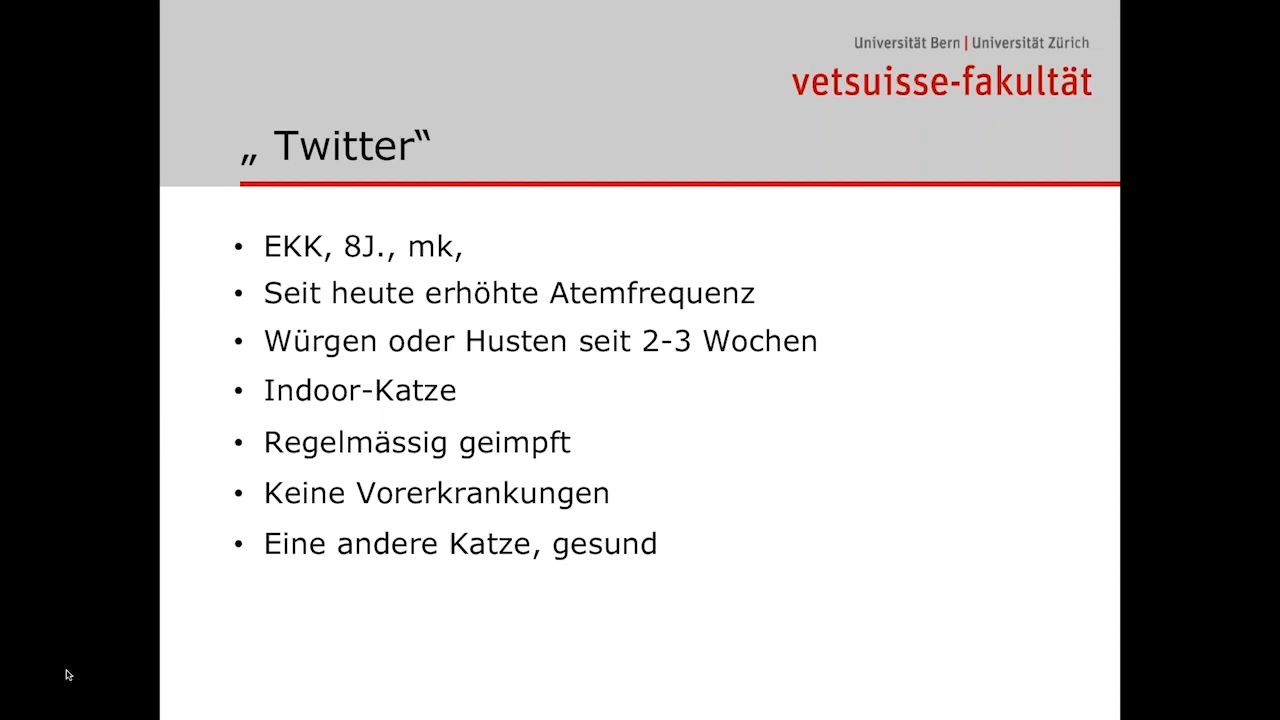 Universität Bern | Universität Zürich
vetsuisse-fakultät
„ Twitter“
• EKK, 8J., mk,
• Seit heute erhöhte Atemfrequenz
• Würgen oder Husten seit 2-3 Wochen
• Indoor-Katze
• Regelmässig geimpft
• Keine Vorerkrankungen
• Eine andere Katze, gesund